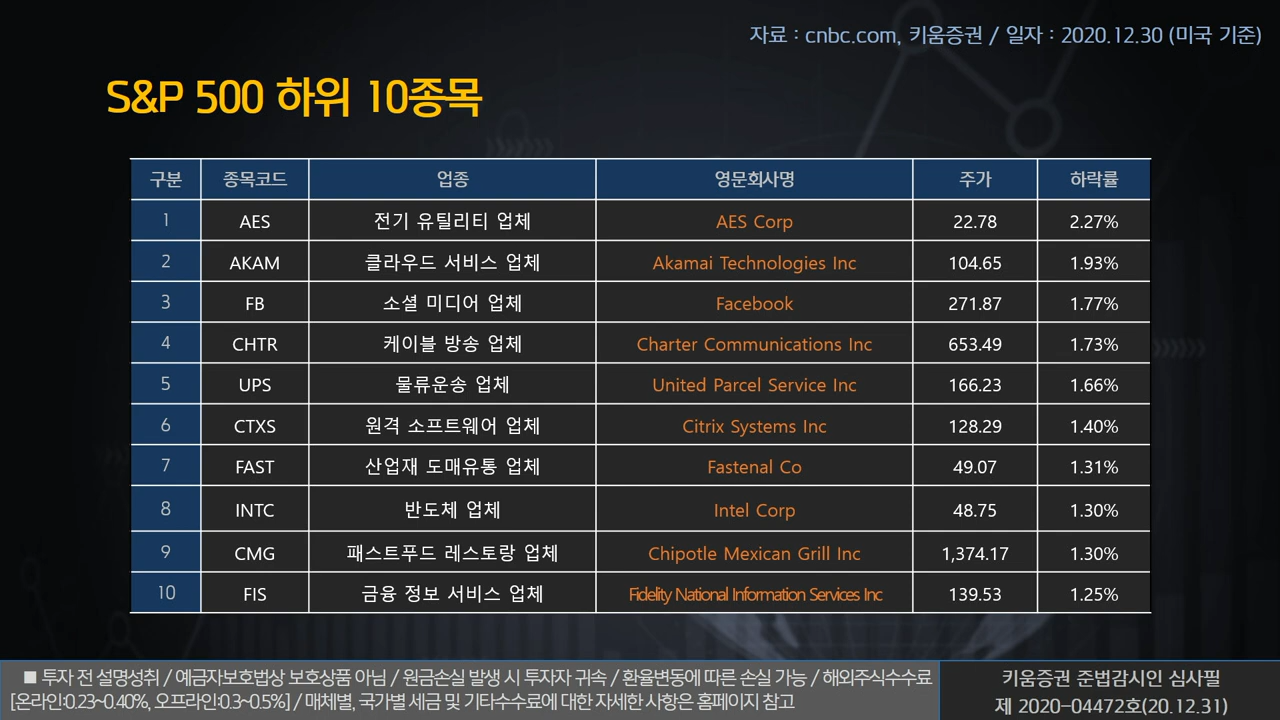 자료 : cnbc.com, 키움증권 / 일자 : 2020.12.30 (미국 기준)
S&P 500 하위 10종목
구분 종목코드 업종 영문회사명 주가 하락률
1 AES 전기 유틸리티 업체 AES Corp 22.78 2.27%
2 AKAM 클라우드 서비스 업체 Akamai Technologies Inc 104.65 1.93%
3 FB 소셜 미디어 업체 Facebook 271.87 1.77%
4 CHTR 케이블 방송 업체 Charter Communications Inc 653.49 1.73%
5 UPS 물류운송 업체 United Parcel Service Inc 166.23 1.66%
6 CTXS 원격 소프트웨어 업체 Citrix Systems Inc 128.29 1.40%
7 FAST 산업재 도매유통 업체 Fastenal Co 49.07 1.31%
8 INTC 반도체 업체 Intel Corp 48.75 1.30%
9 CMG 패스트푸드 레스토랑 업체 Chipotle Mexican Grill Inc 1,374.17 1.30%
10 FIS 금융 정보 서비스 업체 Fidelity National Information Services Inc 139.53 1.25%
■ 투자 전 설명성취 / 예금자보호법상 보호상품 아님 / 원금손실 발생 시 투자자 귀속 / 환율변동에 따른 손실 가능 / 해외주식수수료
[온라인:0.23~0.40%, 오프라인:0.3~0.5%] / 매체별, 국가별 세금 및 기타수수료에 대한 자세한 사항은 홈페이지 참고
키움증권 준법감시인 심사필
제 2020-04472호(20.12.31)